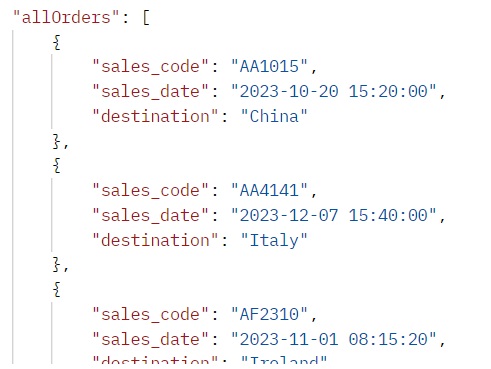 "allOrders": [
{
"sales_code": "AA1015",
"sales_date": "2023-10-20 15:20:00",
"destination": "China"
},
{
"sales_code": "AA4141",
"sales_date": "2023-12-07 15:40:00",
"destination": "Italy"
},
{
"sales_code": "AF2310",
"sales_date": "2023-11-01 08:15:20",
"destination": "Ireland"